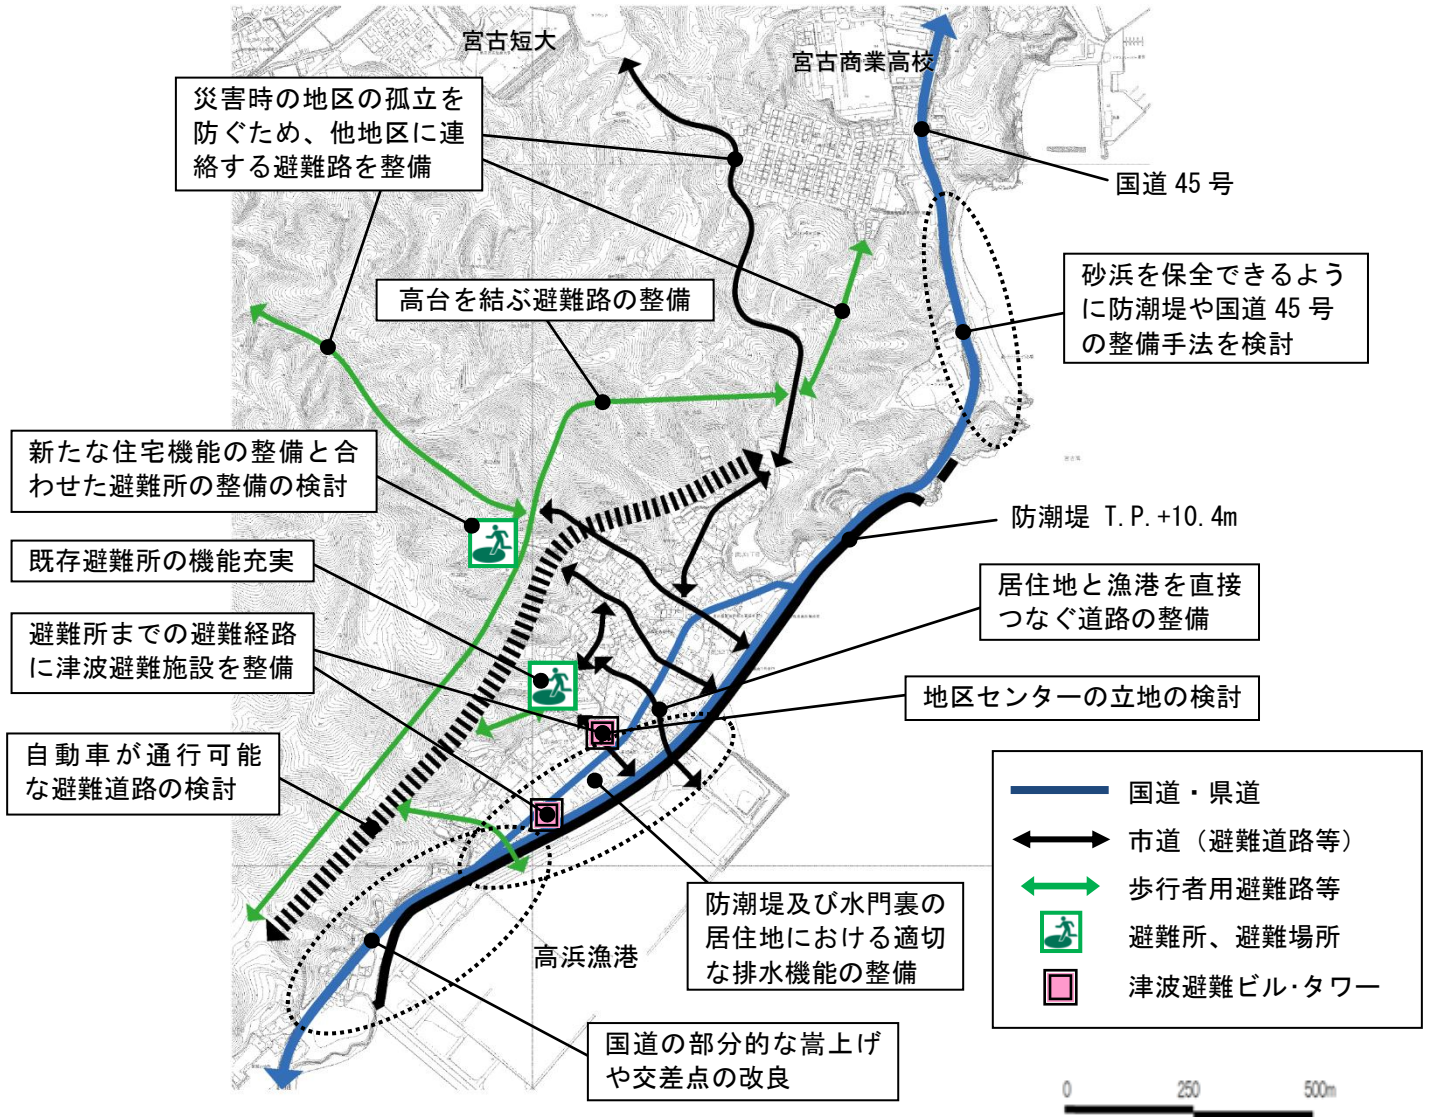 宮古短大
宮古商業高校
災害時の地区の孤立を
防ぐため、他地区に連
絡する避難路を整備
国道 45 号
砂浜を保全できるよう
に防潮堤や国道 45 号
の整備手法を検討
高台を結ぶ避難路の整備
新たな住宅機能の整備と合
わせた避難所の整備の検討
防潮堤 T.P.+10.4m
既存避難所の機能充実
居住地と漁港を直接
つなぐ道路の整備
避難所までの避難経路
に津波避難施設を整備
地区センターの立地の検討
自動車が通行可能
な避難道路の検討
国道・県道
市道（避難道路等）
歩行者用避難路等
避難所、避難場所
津波避難ビル・タワー
防潮堤及び水門裏の
居住地における適切
な排水機能の整備
高浜漁港
国道の部分的な嵩上げ
や交差点の改良
0 250 500m